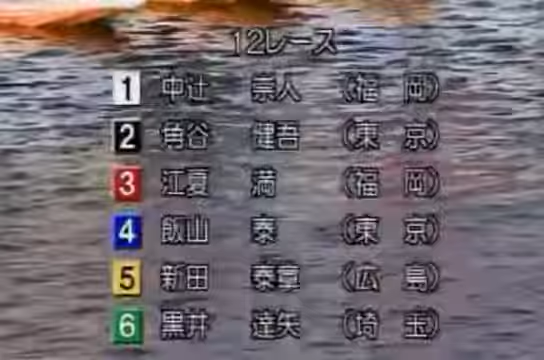 12レース
1 中辻 崇人 (福岡)
2 角谷 健吾 (東京)
3 江夏 満 (福岡)
4 飯山 泰 (東京)
5 新田 泰章 (広島)
6 黒井 達矢 (埼玉)